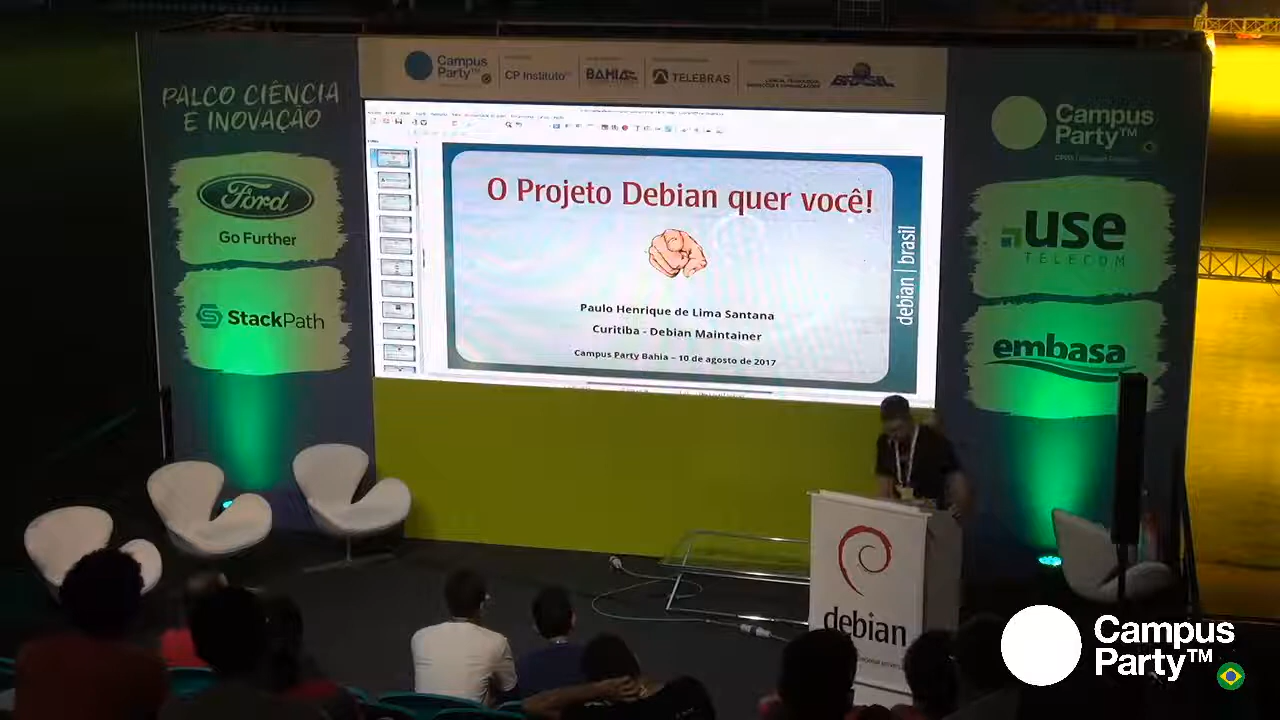 Campus
Party™
CP Instituto
BAHIA
TELEBRAS
BRASIL
PALCO CIÊNCIA
E INOVAÇÃO
Ford
Go Further
StackPath
O Projeto Debian quer você!
Paulo Henrique de Lima Santana
Curitiba - Debian Maintainer
Campus Party Bahia – 10 de agosto de 2017
debian | brasil
Campus
Party™
use
TELECOM
embasa
debian
Campus
Party™